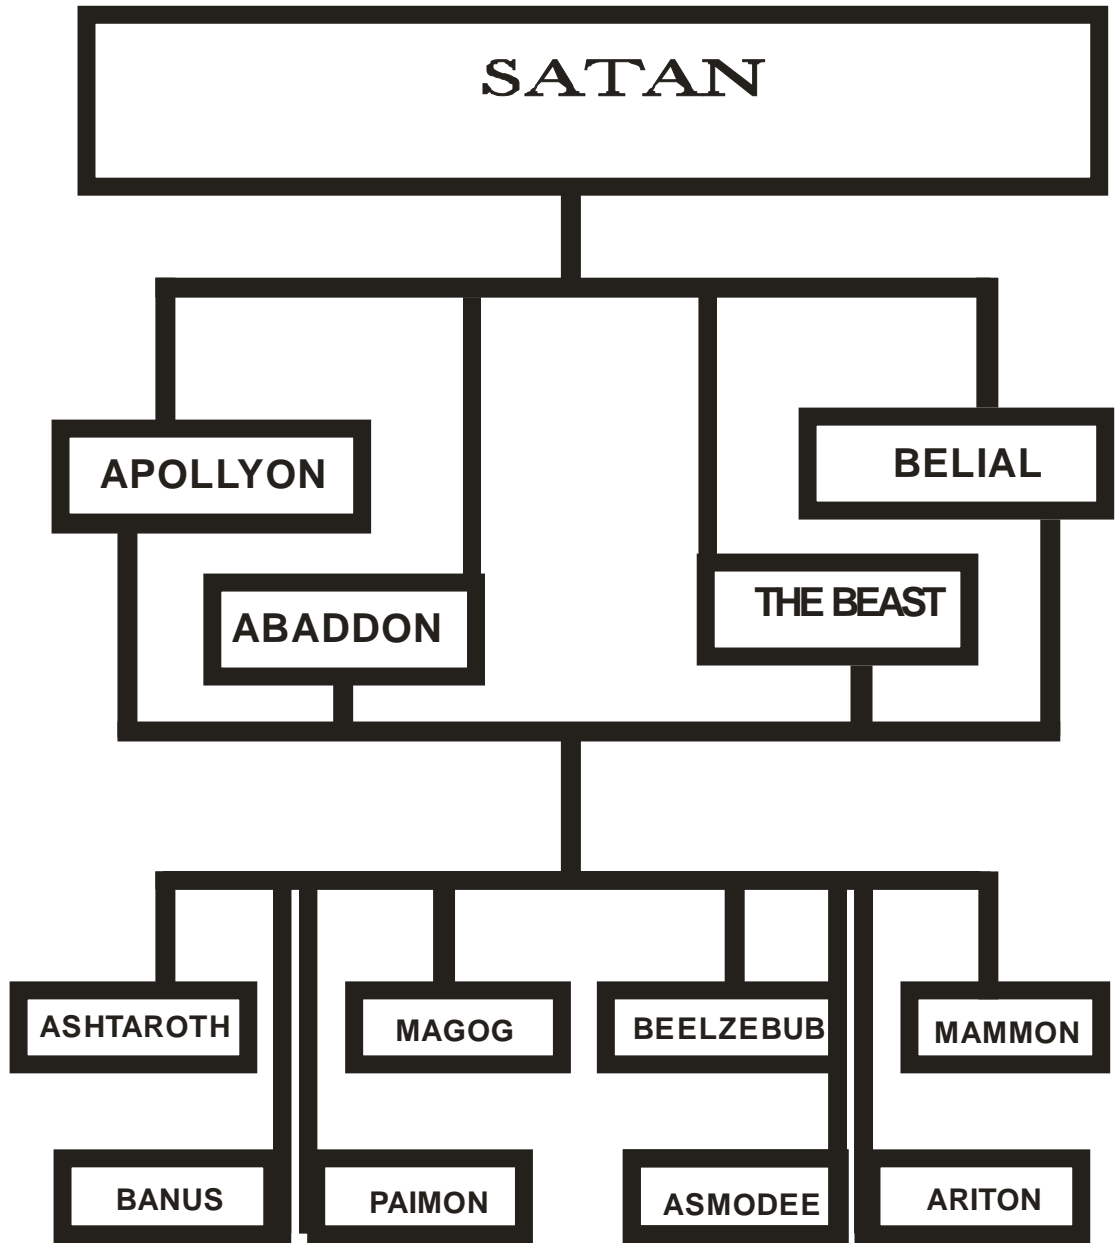 SATAN
APOLLYON
BELIAL
ABADDON
THE BEAST
ASHTAROTH
MAGOG
BEELZEBUB
MAMMON
BANUS
PAIMON
ASMODEE
ARITON